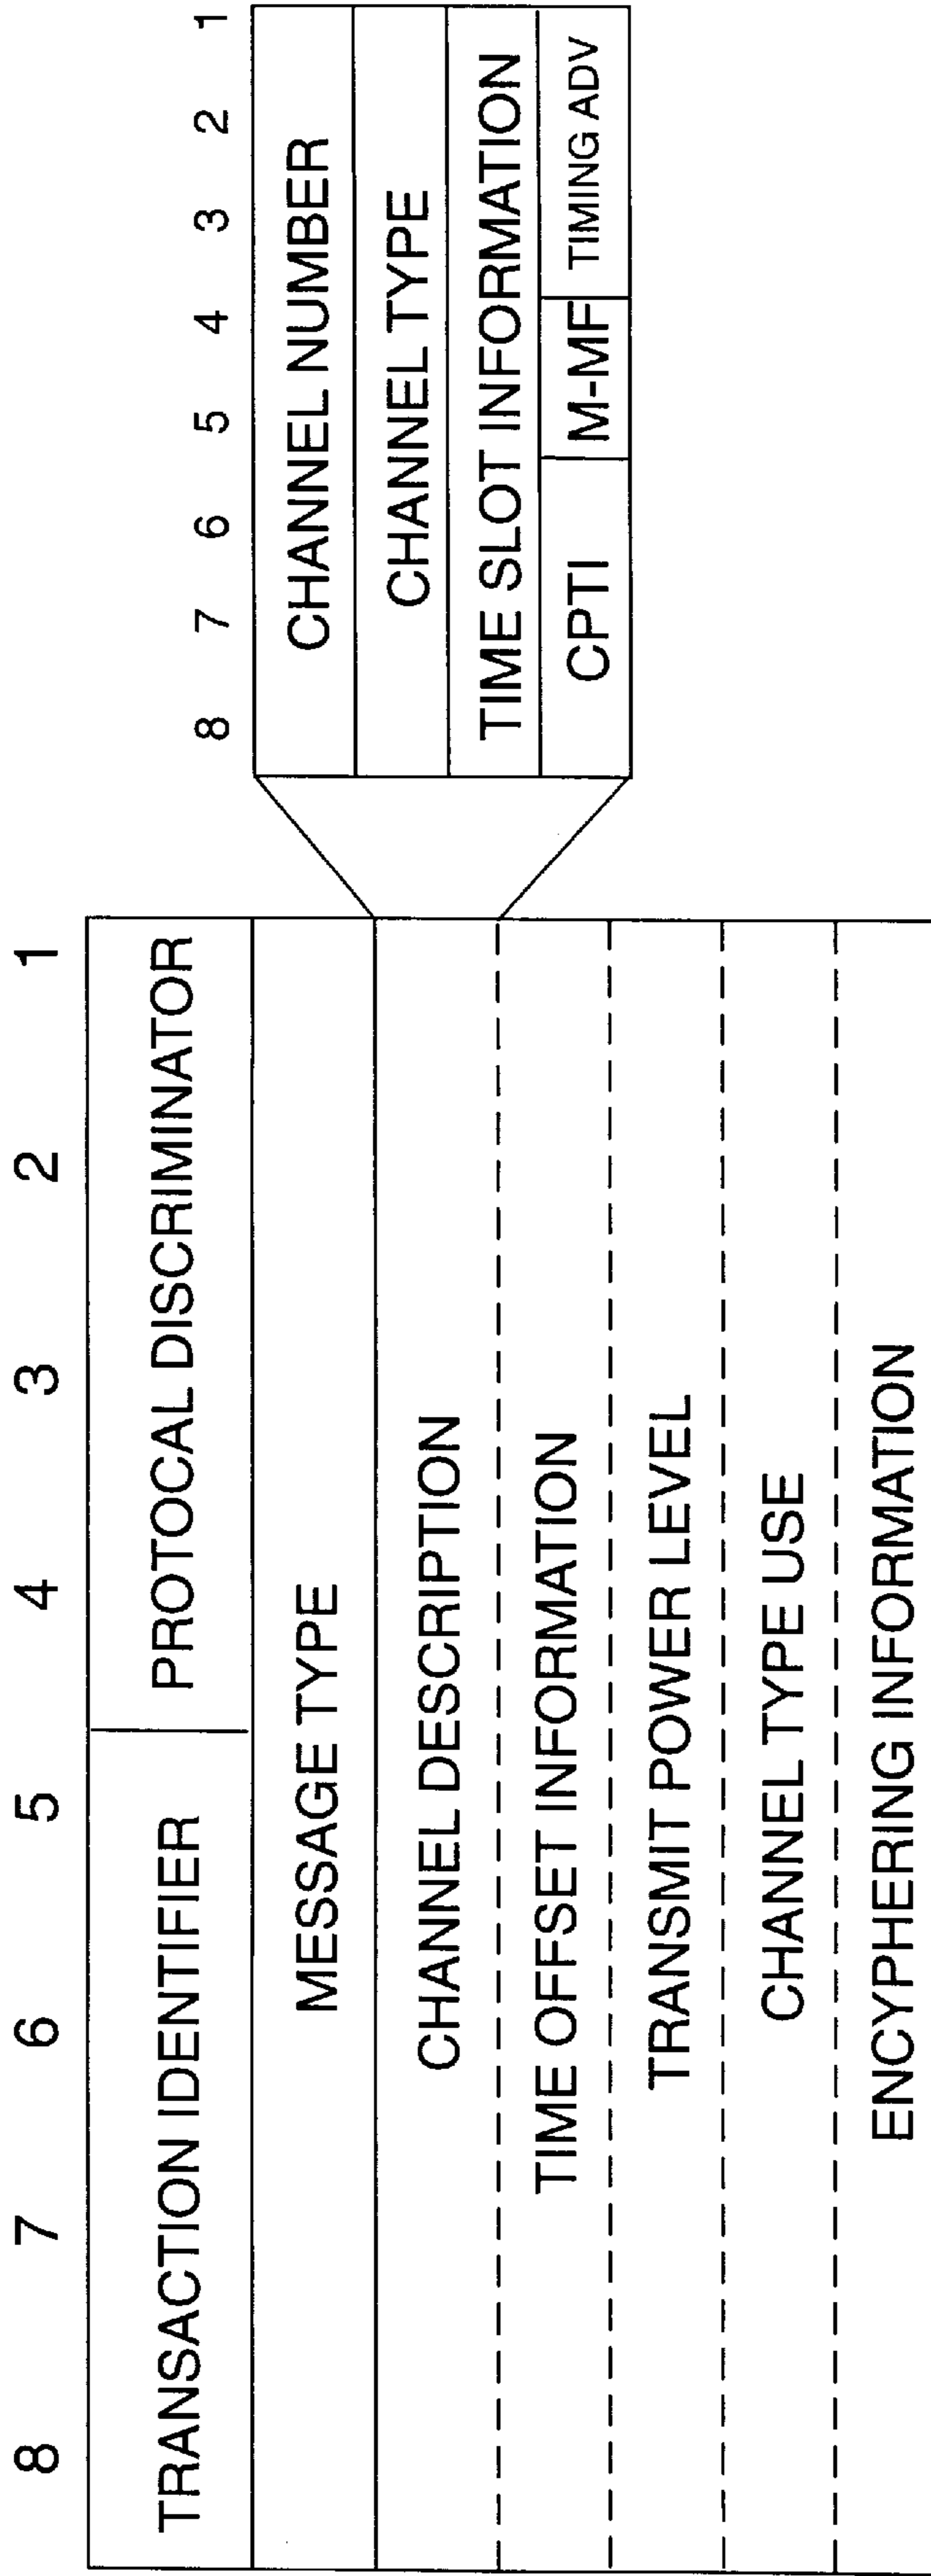 8 7 6 5 4 3 2 1
TRANSACTION IDENTIFIER PROTOCAL DISCRIMINATOR
MESSAGE TYPE
CHANNEL DESCRIPTION
TIME OFFSET INFORMATION
TRANSMIT POWER LEVEL
CHANNEL TYPE USE
ENCYPHERING INFORMATION
8 7 6 5 4 3 2 1
CHANNEL NUMBER
CHANNEL TYPE
TIME SLOT INFORMATION
CPTI M-MF TIMING ADV